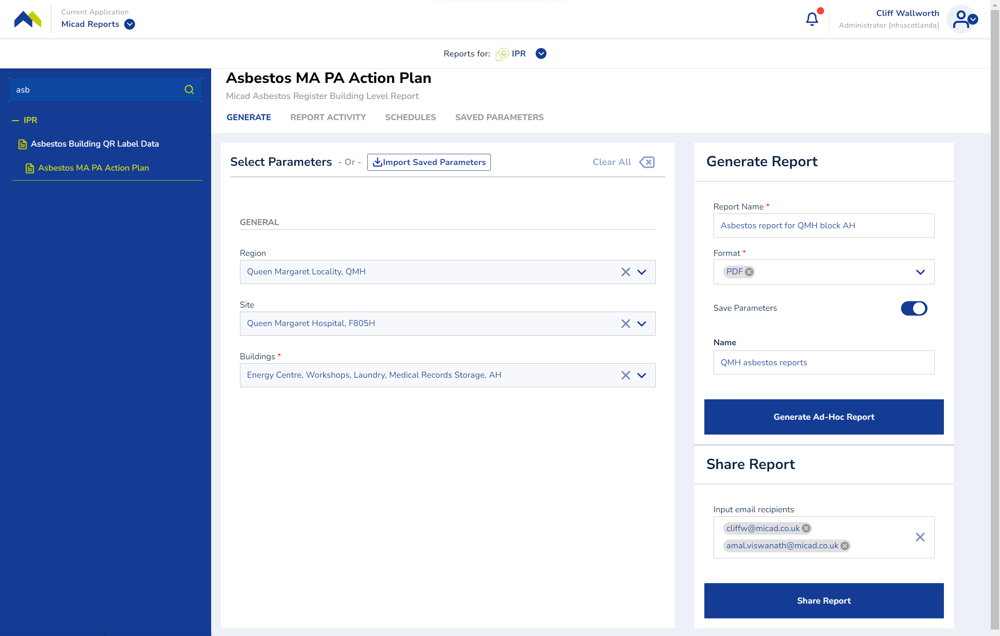 Current Application
Micad Reports
Cliff Wallworth
Administrator [nhsscotlanda]
Reports for: IPR
asb
IPR
Asbestos Building QR Label Data
Asbestos MA PA Action Plan
Asbestos MA PA Action Plan
Micad Asbestos Register Building Level Report
GENERATE REPORT ACTIVITY SCHEDULES SAVED PARAMETERS
Select Parameters - Or - Import Saved Parameters Clear All
GENERAL
Region
Queen Margaret Locality, QMH
Site
Queen Margaret Hospital, F805H
Buildings *
Energy Centre, Workshops, Laundry, Medical Records Storage, AH
Generate Report
Report Name *
Asbestos report for QMH block AH
Format *
PDF
Save Parameters
Name
QMH asbestos reports
Generate Ad-Hoc Report
Share Report
Input email recipients
cliffw@micad.co.uk
amal.viswanath@micad.co.uk
Share Report